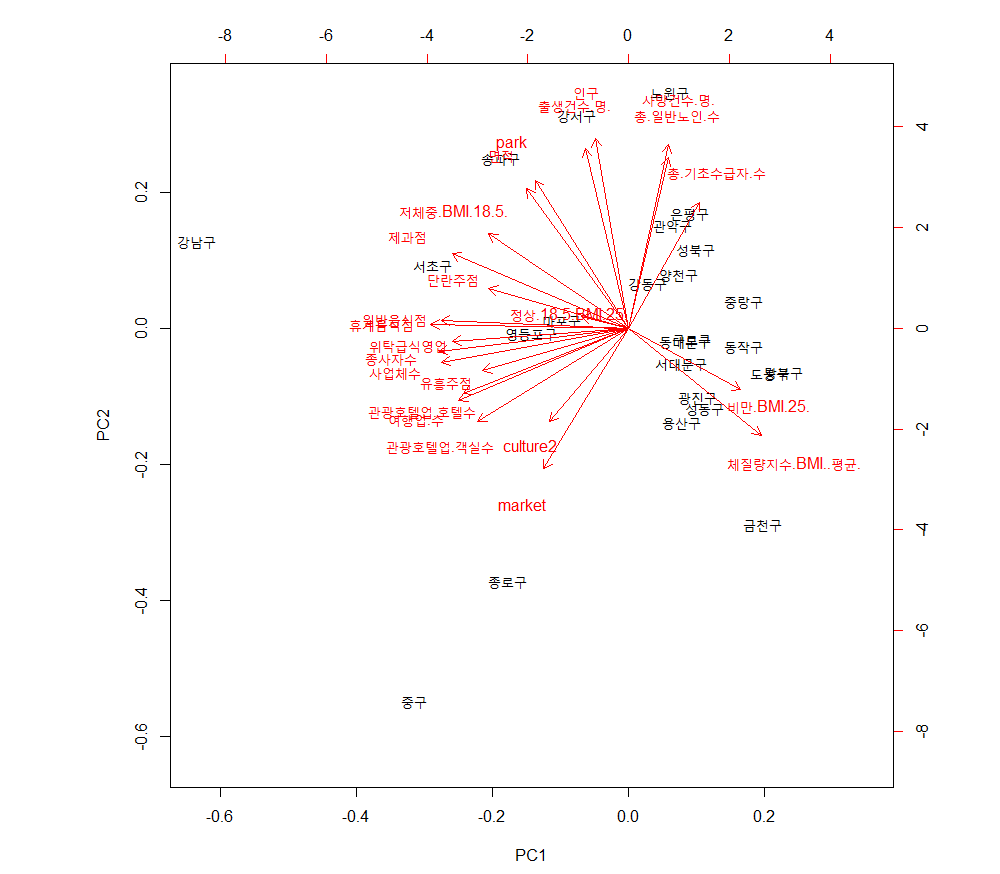 -8 -6 -4 -2 0 2 4
인구
노원구
출생건수.명.
사망건수.명.
강서구
총.일반노인.수
park
면적
송파구
총.기초수급자.수
저체중.BMI.18.5.
은평구
관악구
제과점
강남구
성북구
서초구
단란주점
양천구
강동구
중랑구
정상.18.5.BMI.25.
일반음식점
마포구
휴게음식점
영등포구
위탁급식영업
동대문구
구로구
동작구
종사자수
서대문구
사업체수
도봉구
강북구
유흥주점
광진구
관광호텔업.호텔수
성동구
비만.BMI.25.
여행업.수
용산구
관광호텔업.객실수
culture2
체질량지수.BMI..평균.
market
금천구
종로구
중구
0.2
0.0
-0.2
-0.4
-0.6
PC2
4
2
0
-2
-4
-6
-8
-0.6 -0.4 -0.2 0.0 0.2
PC1